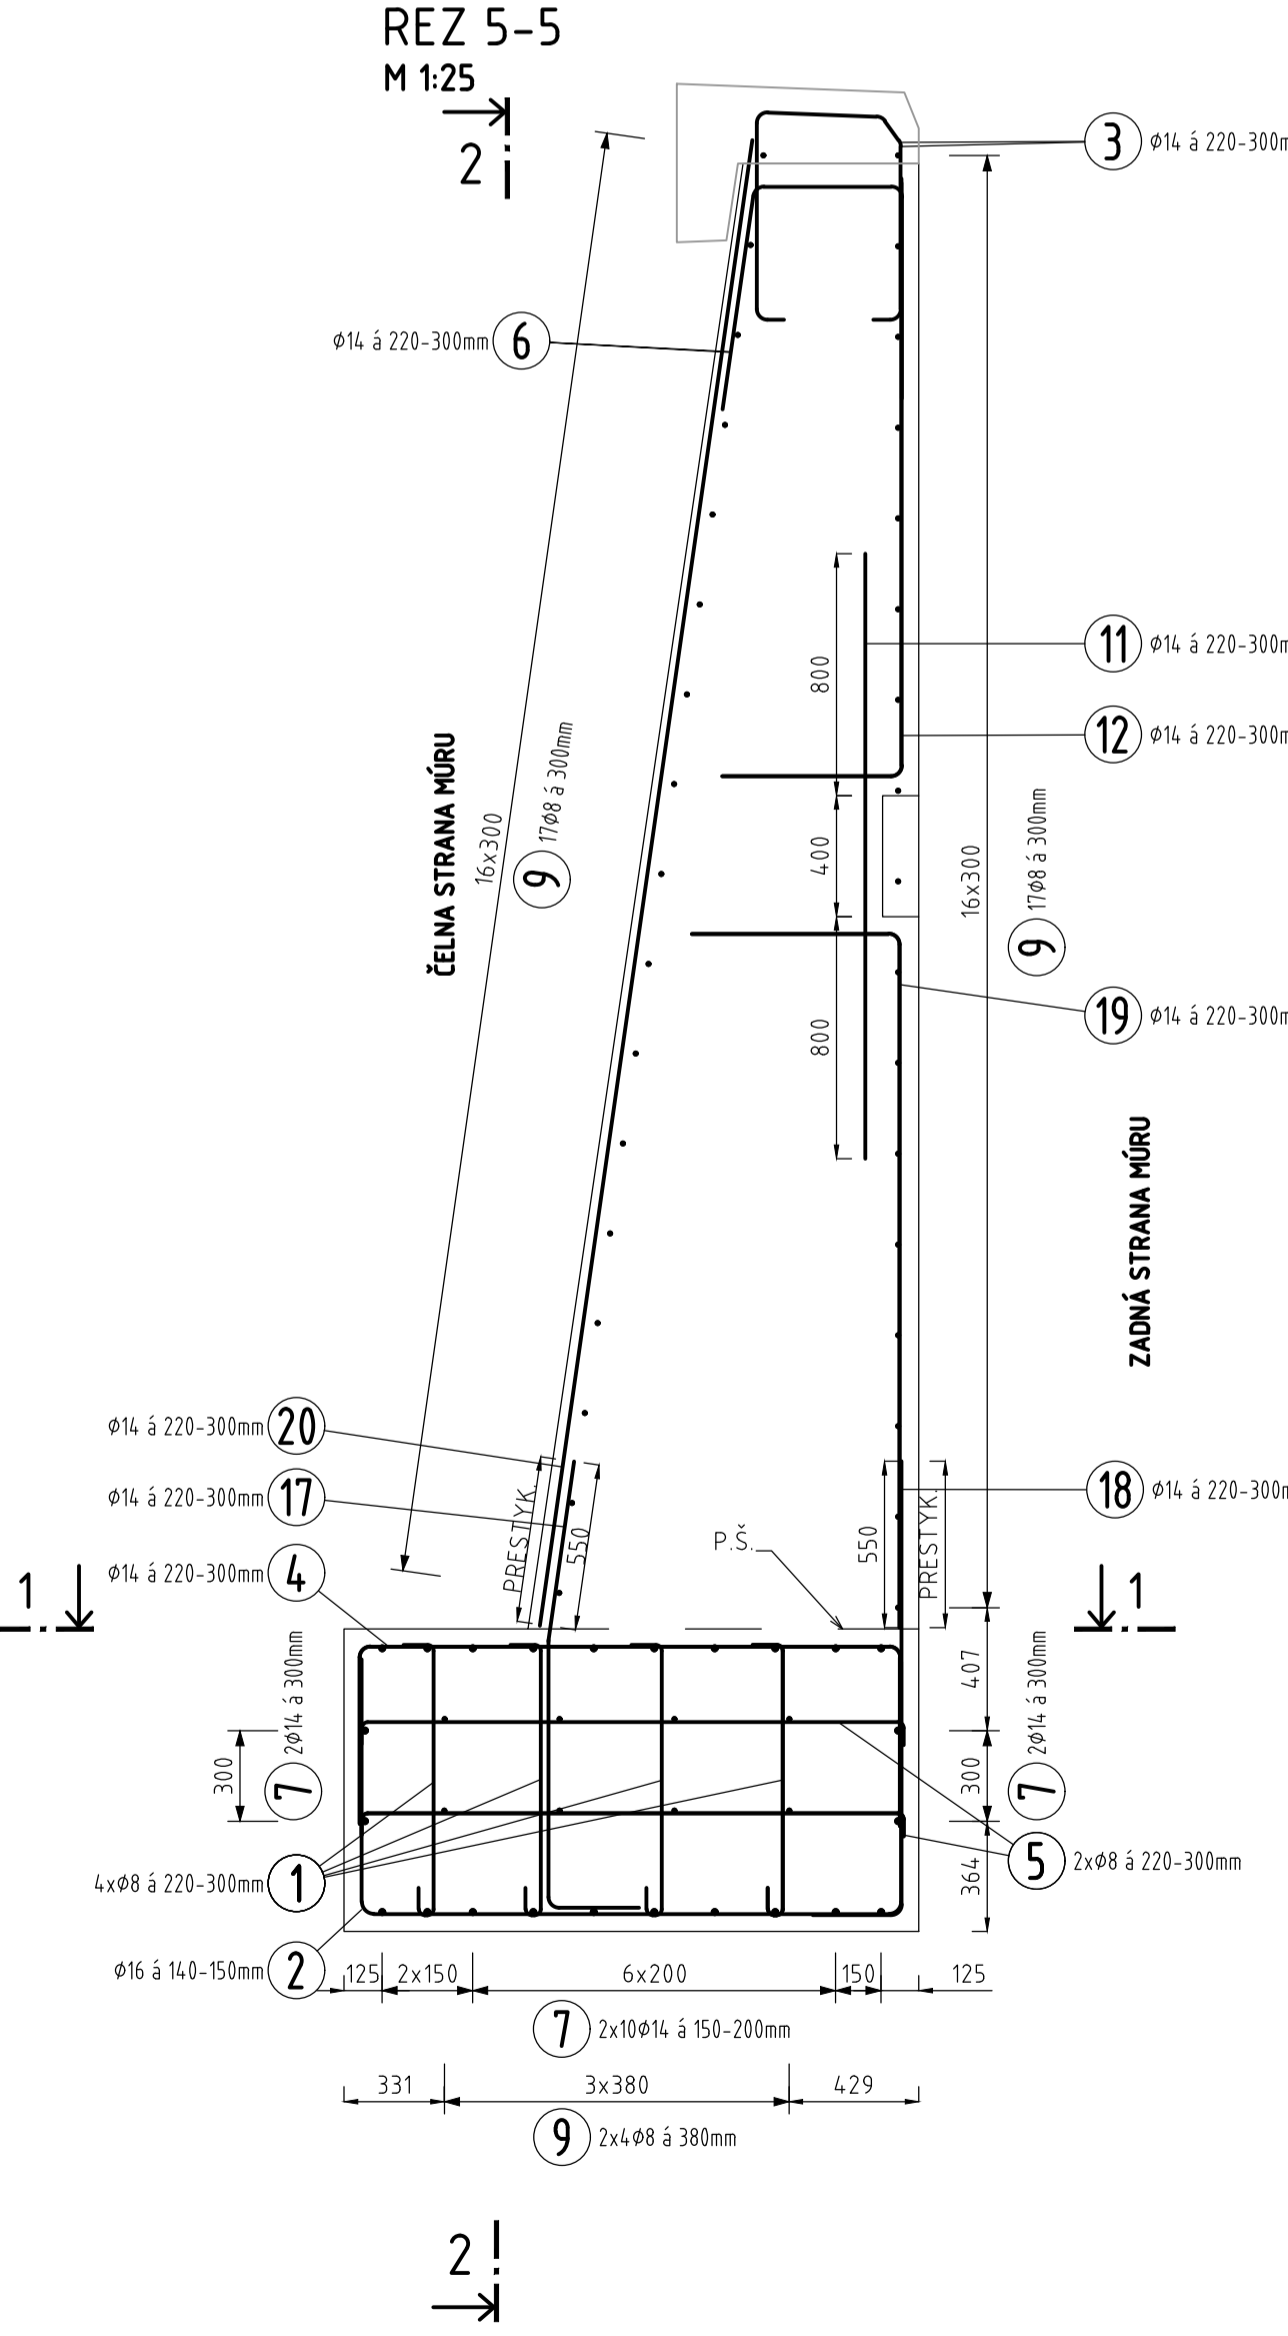 REZ 5-5
M 1:25
2
3 ϕ14 á 220-300m
ϕ14 á 220-300mm 6
11 ϕ14 á 220-300m
800
12 ϕ14 á 220-300m
ČELNA STRANA MÚRU
16x300
9 17ϕ8 á 300mm
400
16x300
9 17ϕ8 á 300mm
19 ϕ14 á 220-300m
800
ZADNÁ STRANA MÚRU
ϕ14 á 220-300mm 20
ϕ14 á 220-300mm 17
PRESTYK.
550
P.Š.
550
PRESTYK.
18 ϕ14 á 220-300m
ϕ14 á 220-300mm 4
1
1
7 2ϕ14 á 300mm
300
407
300
364
7 2ϕ14 á 300mm
4xϕ8 á 220-300mm 1
5 2xϕ8 á 220-300mm
ϕ16 á 140-150mm 2
125 2x150 6x200 150 125
7 2x10ϕ14 á 150-200mm
331 3x380 429
9 2x4ϕ8 á 380mm
2